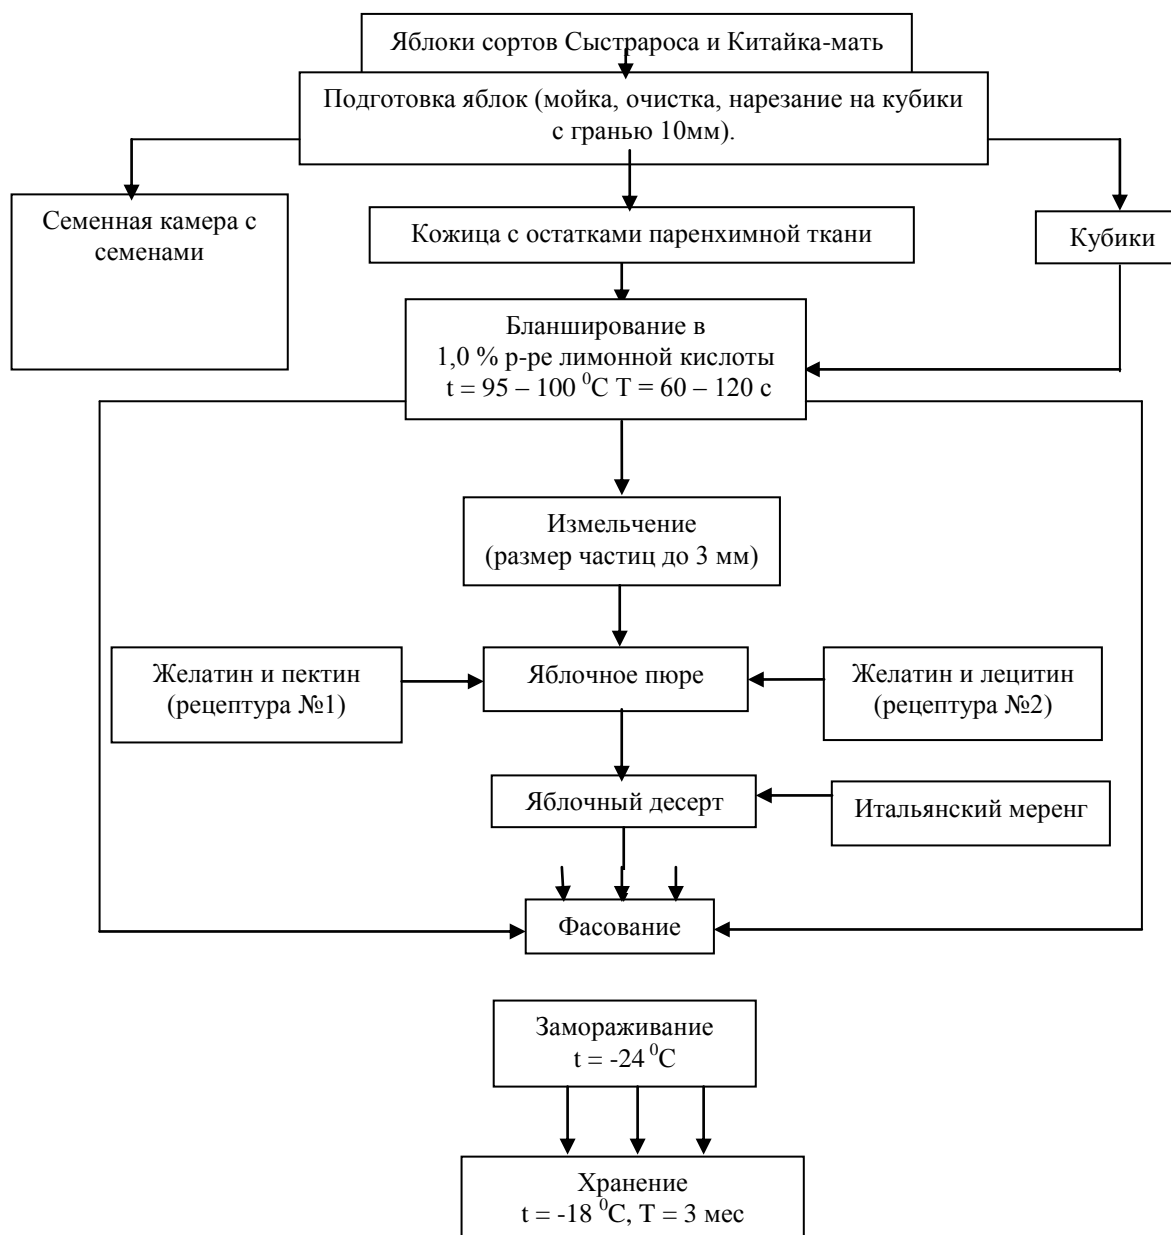 Яблоки сортов Сыстрароса и Китайка-мать
Подготовка яблок (мойка, очистка, нарезание на кубики
с гранью 10мм).
Семенная камера с
семенами
Кожица с остатками паренхимной ткани
Кубики
Бланширование в
1,0 % р-ре лимонной кислоты
t = 95 – 100 ⁰С Т = 60 – 120 с
Измельчение
(размер частиц до 3 мм)
Желатин и пектин
(рецептура №1)
Яблочное пюре
Желатин и лецитин
(рецептура №2)
Яблочный десерт
Итальянский меренг
Фасование
Замораживание
t = -24 ⁰С
Хранение
t = -18 ⁰С, Т = 3 мес